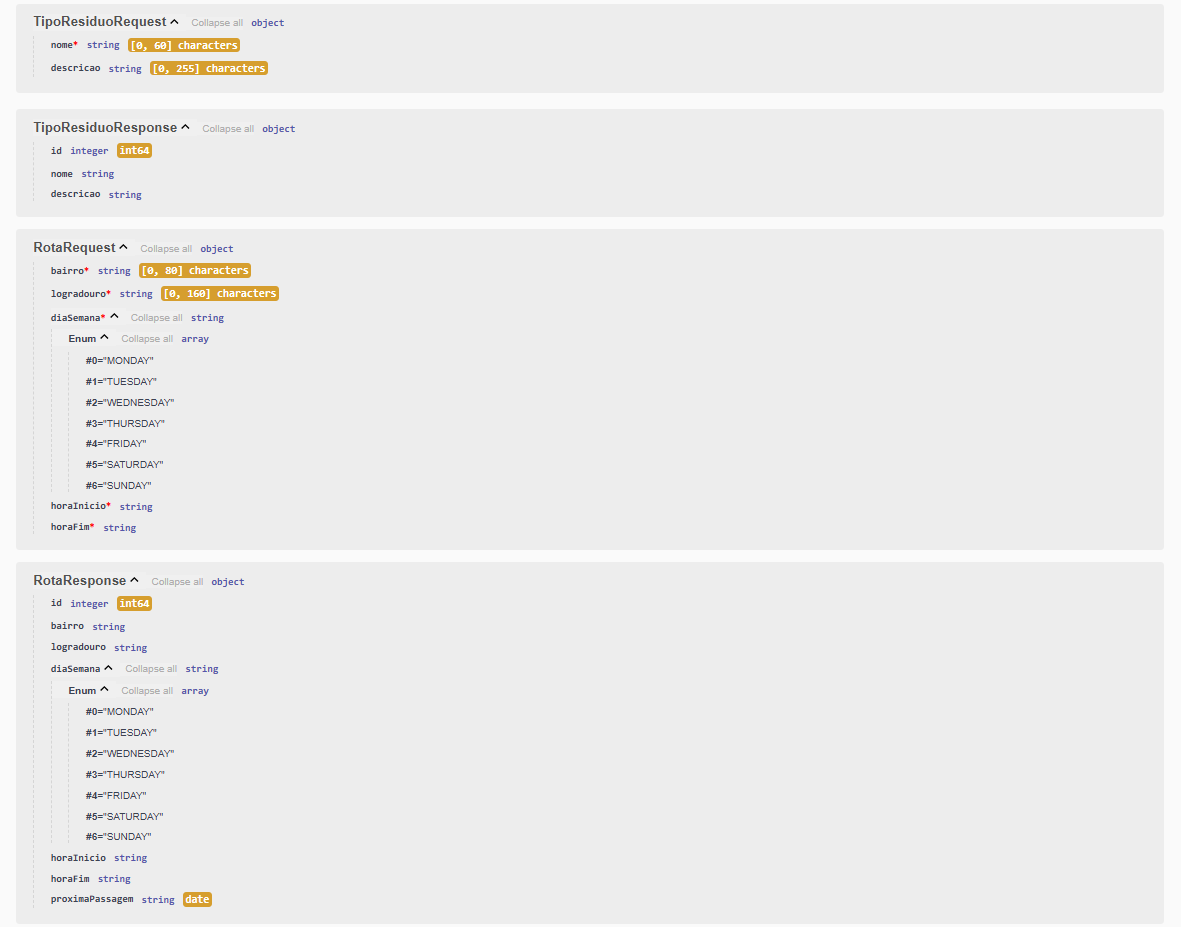 TipoResiduoRequest Collapse all object
nome* string [0, 60] characters
descricao string [0, 255] characters
TipoResiduoResponse Collapse all object
id integer int64
nome string
descricao string
RotaRequest Collapse all object
bairro* string [0, 80] characters
logradouro* string [0, 160] characters
diaSemana* Collapse all string
Enum Collapse all array
#0="MONDAY"
#1="TUESDAY"
#2="WEDNESDAY"
#3="THURSDAY"
#4="FRIDAY"
#5="SATURDAY"
#6="SUNDAY"
horaInicio* string
horaFim* string
RotaResponse Collapse all object
id integer int64
bairro string
logradouro string
diaSemana Collapse all string
Enum Collapse all array
#0="MONDAY"
#1="TUESDAY"
#2="WEDNESDAY"
#3="THURSDAY"
#4="FRIDAY"
#5="SATURDAY"
#6="SUNDAY"
horaInicio string
horaFim string
proximaPassagem string date